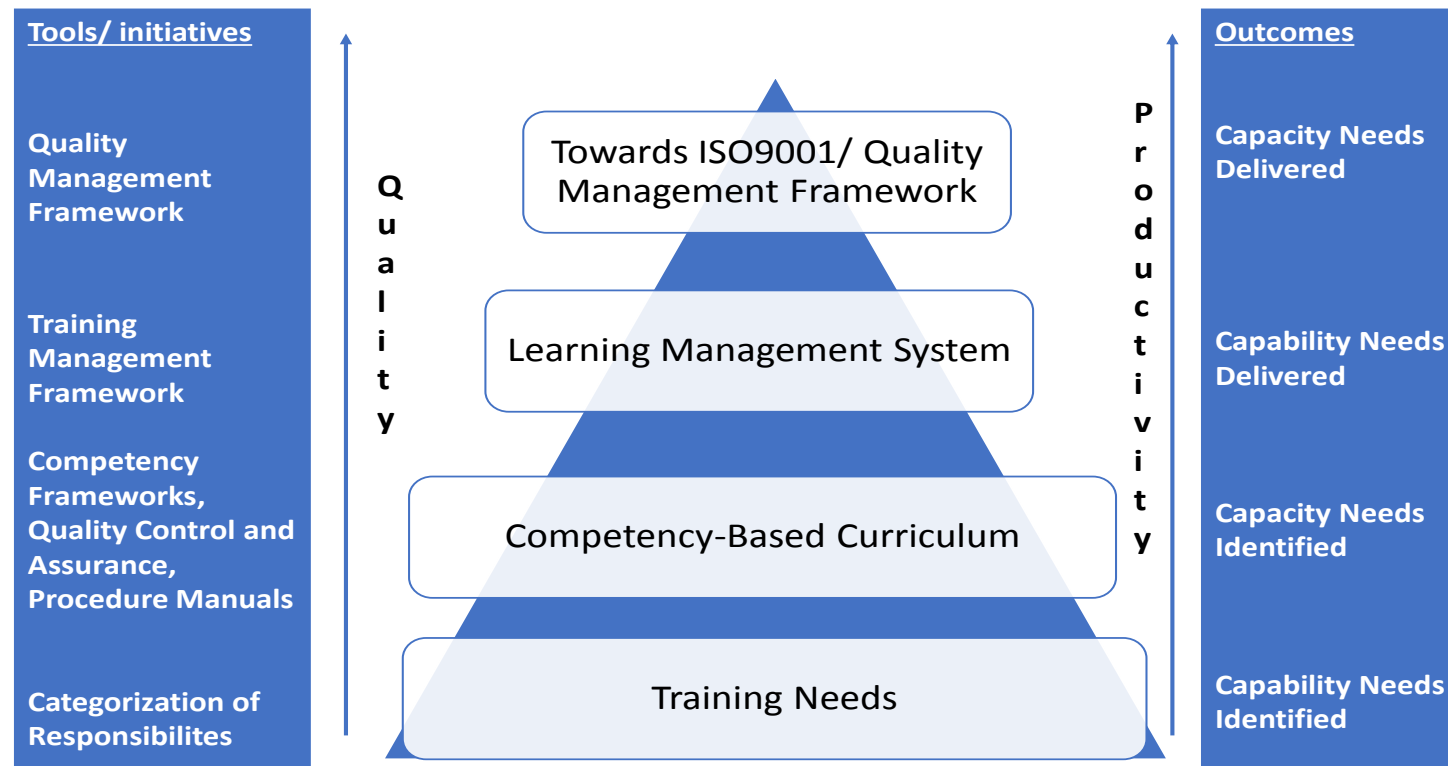 Tools/ initiatives
Quality
Management
Framework
Training
Management
Framework
Competency
Frameworks,
Quality Control and
Assurance,
Procedure Manuals
Categorization of
Responsibilites
Quality
Towards ISO9001/ Quality
Management Framework
Learning Management System
Competency-Based Curriculum
Training Needs
Productivity
Outcomes
Capacity Needs
Delivered
Capability Needs
Delivered
Capacity Needs
Identified
Capability Needs
Identified